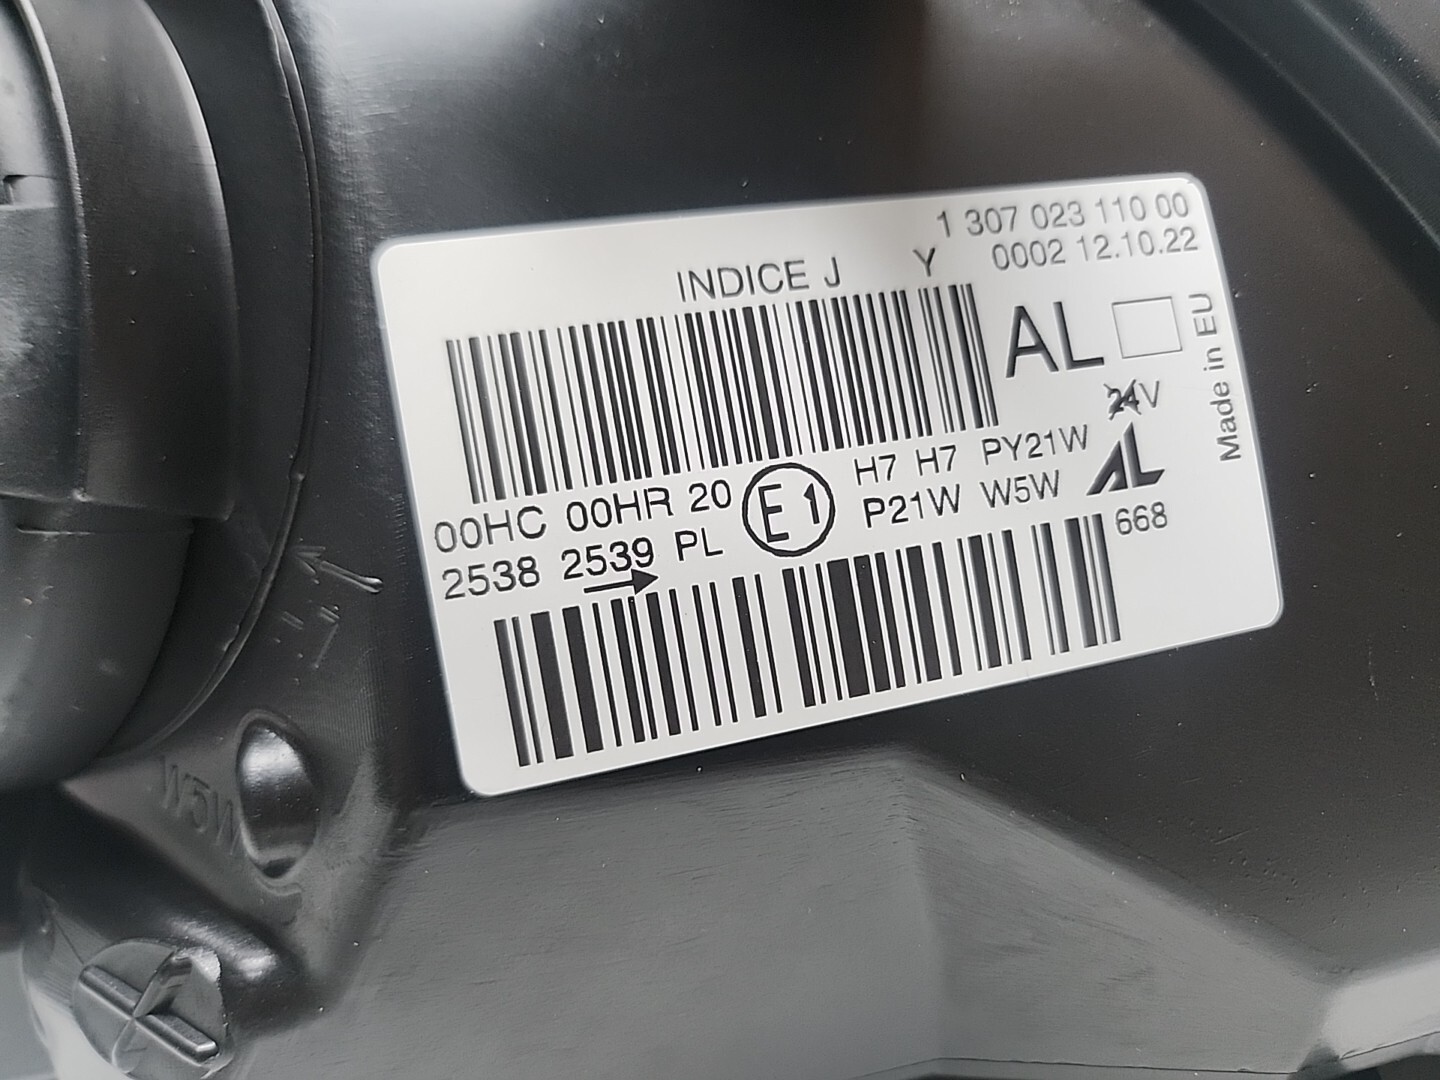 1 307 023 110 00
INDICE J Y 0002 12.10.22
AL
Made in EU
24V
00HC 00HR 20 E1 H7 H7 PY21W
2538 2539 PL P21W W5W AL
668
W5W